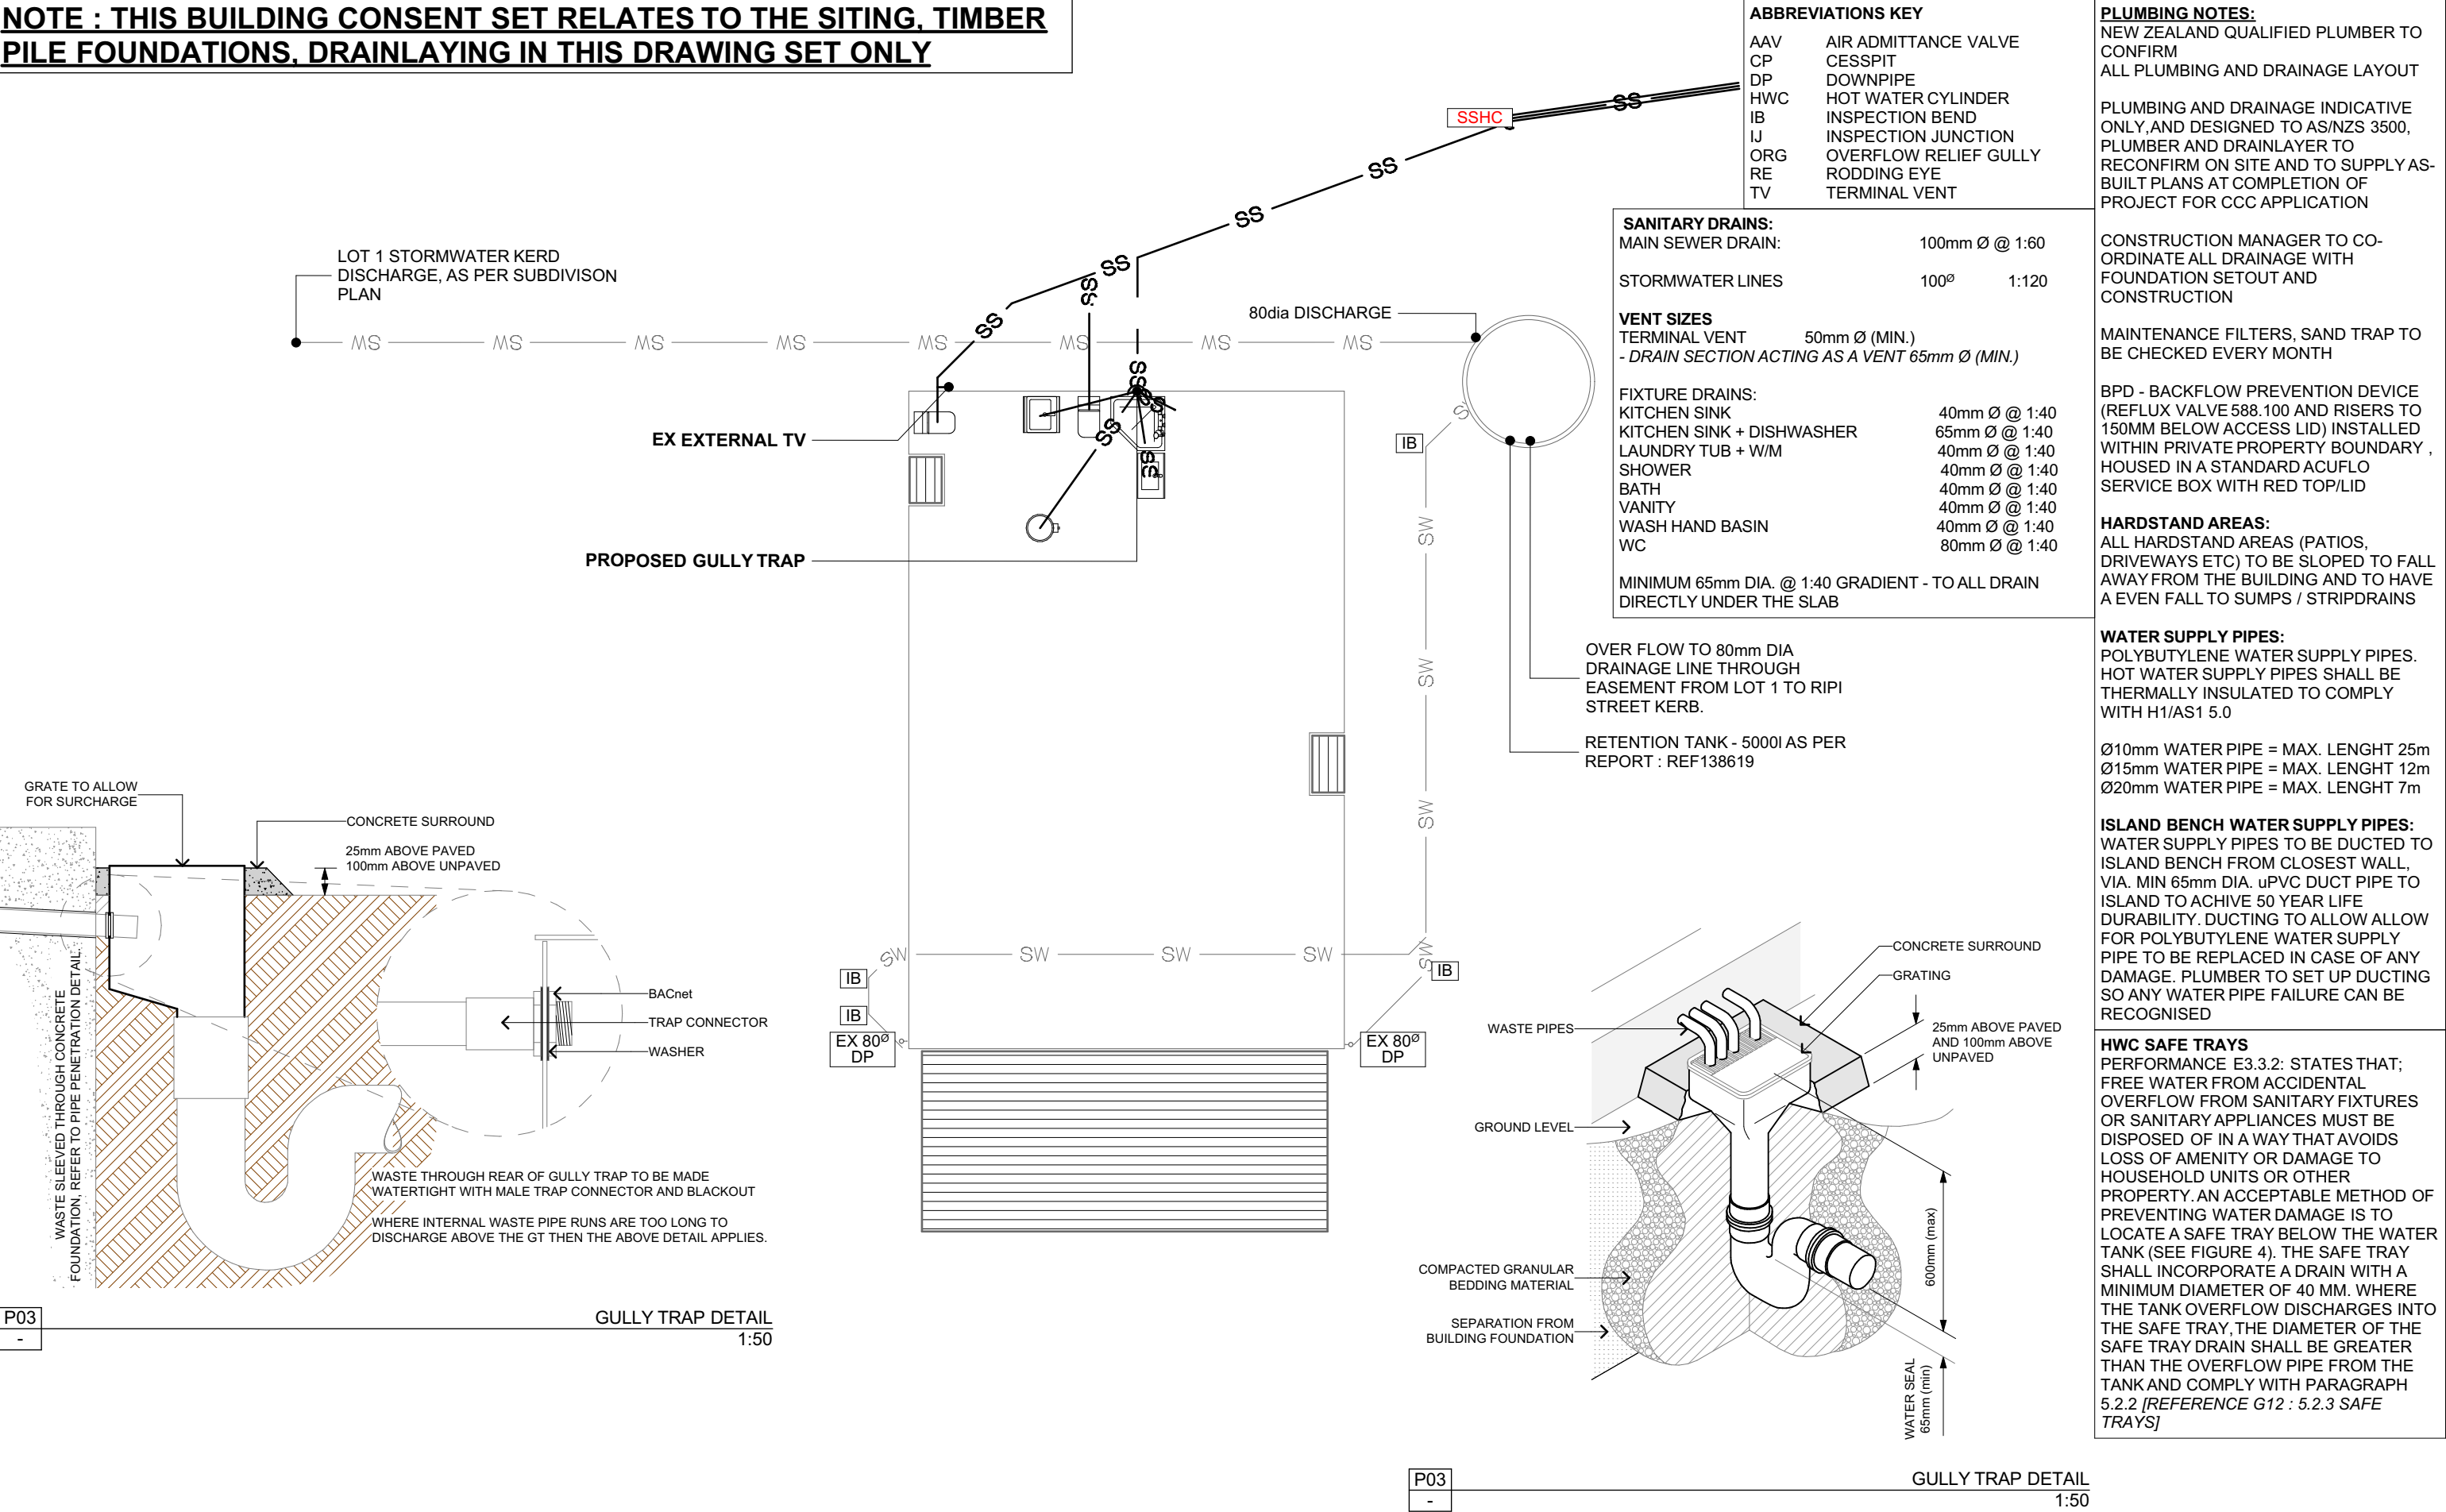 NOTE : THIS BUILDING CONSENT SET RELATES TO THE SITING, TIMBER
PILE FOUNDATIONS, DRAINLAYING IN THIS DRAWING SET ONLY
ABBREVIATIONS KEY
AAV AIR ADMITTANCE VALVE
CP CESSPIT
DP DOWNPIPE
HWC HOT WATER CYLINDER
IB INSPECTION BEND
IJ INSPECTION JUNCTION
ORG OVERFLOW RELIEF GULLY
RE RODDING EYE
TV TERMINAL VENT
SANITARY DRAINS:
MAIN SEWER DRAIN: 100mm Ø @ 1:60
STORMWATER LINES 100Ø 1:120
VENT SIZES
TERMINAL VENT 50mm Ø (MIN.)
- DRAIN SECTION ACTING AS A VENT 65mm Ø (MIN.)
FIXTURE DRAINS:
KITCHEN SINK 40mm Ø @ 1:40
KITCHEN SINK + DISHWASHER 65mm Ø @ 1:40
LAUNDRY TUB + W/M 40mm Ø @ 1:40
SHOWER 40mm Ø @ 1:40
BATH 40mm Ø @ 1:40
VANITY 40mm Ø @ 1:40
WASH HAND BASIN 40mm Ø @ 1:40
WC 80mm Ø @ 1:40
MINIMUM 65mm DIA. @ 1:40 GRADIENT - TO ALL DRAIN
DIRECTLY UNDER THE SLAB
PLUMBING NOTES:
NEW ZEALAND QUALIFIED PLUMBER TO
CONFIRM
ALL PLUMBING AND DRAINAGE LAYOUT
PLUMBING AND DRAINAGE INDICATIVE
ONLY,AND DESIGNED TO AS/NZS 3500,
PLUMBER AND DRAINLAYER TO
RECONFIRM ON SITE AND TO SUPPLY AS-
BUILT PLANS AT COMPLETION OF
PROJECT FOR CCC APPLICATION
CONSTRUCTION MANAGER TO CO-
ORDINATE ALL DRAINAGE WITH
FOUNDATION SETOUT AND
CONSTRUCTION
MAINTENANCE FILTERS, SAND TRAP TO
BE CHECKED EVERY MONTH
BPD - BACKFLOW PREVENTION DEVICE
(REFLUX VALVE 588.100 AND RISERS TO
150MM BELOW ACCESS LID) INSTALLED
WITHIN PRIVATE PROPERTY BOUNDARY ,
HOUSED IN A STANDARD ACUFLO
SERVICE BOX WITH RED TOP/LID
HARDSTAND AREAS:
ALL HARDSTAND AREAS (PATIOS,
DRIVEWAYS ETC) TO BE SLOPED TO FALL
AWAY FROM THE BUILDING AND TO HAVE
A EVEN FALL TO SUMPS / STRIPDRAINS
WATER SUPPLY PIPES:
POLYBUTYLENE WATER SUPPLY PIPES.
HOT WATER SUPPLY PIPES SHALL BE
THERMALLY INSULATED TO COMPLY
WITH H1/AS1 5.0
Ø10mm WATER PIPE = MAX. LENGHT 25m
Ø15mm WATER PIPE = MAX. LENGHT 12m
Ø20mm WATER PIPE = MAX. LENGHT 7m
ISLAND BENCH WATER SUPPLY PIPES:
WATER SUPPLY PIPES TO BE DUCTED TO
ISLAND BENCH FROM CLOSEST WALL,
VIA. MIN 65mm DIA. uPVC DUCT PIPE TO
ISLAND TO ACHIVE 50 YEAR LIFE
DURABILITY. DUCTING TO ALLOW ALLOW
FOR POLYBUTYLENE WATER SUPPLY
PIPE TO BE REPLACED IN CASE OF ANY
DAMAGE. PLUMBER TO SET UP DUCTING
SO ANY WATER PIPE FAILURE CAN BE
RECOGNISED
HWC SAFE TRAYS
PERFORMANCE E3.3.2: STATES THAT;
FREE WATER FROM ACCIDENTAL
OVERFLOW FROM SANITARY FIXTURES
OR SANITARY APPLIANCES MUST BE
DISPOSED OF IN A WAY THAT AVOIDS
LOSS OF AMENITY OR DAMAGE TO
HOUSEHOLD UNITS OR OTHER
PROPERTY. AN ACCEPTABLE METHOD OF
PREVENTING WATER DAMAGE IS TO
LOCATE A SAFE TRAY BELOW THE WATER
TANK (SEE FIGURE 4). THE SAFE TRAY
SHALL INCORPORATE A DRAIN WITH A
MINIMUM DIAMETER OF 40 MM. WHERE
THE TANK OVERFLOW DISCHARGES INTO
THE SAFE TRAY,THE DIAMETER OF THE
SAFE TRAY DRAIN SHALL BE GREATER
THAN THE OVERFLOW PIPE FROM THE
TANK AND COMPLY WITH PARAGRAPH
5.2.2 [REFERENCE G12 : 5.2.3 SAFE
TRAYS]
SSHC
SS
SS
SS
SS
SS
SS
SS
SS
SS
LOT 1 STORMWATER KERD
DISCHARGE, AS PER SUBDIVISON
PLAN
80dia DISCHARGE
SW
SW
SW
SW
SW
SW
SW
SW
EX EXTERNAL TV
PROPOSED GULLY TRAP
IB
SW
SW
SW
OVER FLOW TO 80mm DIA
DRAINAGE LINE THROUGH
EASEMENT FROM LOT 1 TO RIPI
STREET KERB.
RETENTION TANK - 5000l AS PER
REPORT : REF138619
SW
SW
SW
SW
SW
IB
IB
IB
EX 80Ø
DP
EX 80Ø
DP
GRATE TO ALLOW
FOR SURCHARGE
CONCRETE SURROUND
25mm ABOVE PAVED
100mm ABOVE UNPAVED
WASTE SLEEVED THROUGH CONCRETE
FOUNDATION, REFER TO PIPE PENETRATION DETAIL.
BACnet
TRAP CONNECTOR
WASHER
WASTE THROUGH REAR OF GULLY TRAP TO BE MADE
WATERTIGHT WITH MALE TRAP CONNECTOR AND BLACKOUT
WHERE INTERNAL WASTE PIPE RUNS ARE TOO LONG TO
DISCHARGE ABOVE THE GT THEN THE ABOVE DETAIL APPLIES.
P03
-
GULLY TRAP DETAIL
1:50
CONCRETE SURROUND
GRATING
WASTE PIPES
25mm ABOVE PAVED
AND 100mm ABOVE
UNPAVED
GROUND LEVEL
600mm (max)
COMPACTED GRANULAR
BEDDING MATERIAL
SEPARATION FROM
BUILDING FOUNDATION
WATER SEAL
65mm (min)
P03
-
GULLY TRAP DETAIL
1:50